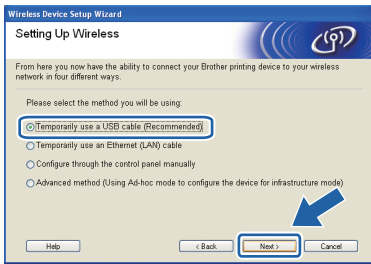 Wireless Device Setup Wizard
Setting Up Wireless
From here you now have the ability to connect your Brother printing device to your wireless
network in four different ways.
Please select the method you will be using:
Temporarily use a USB cable (Recommended)
Temporarily use an Ethernet (LAN) cable
Configure through the control panel manually
Advanced method (Using Ad-hoc mode to configure the device for infrastructure mode)
Help
< Back
Next >
Cancel